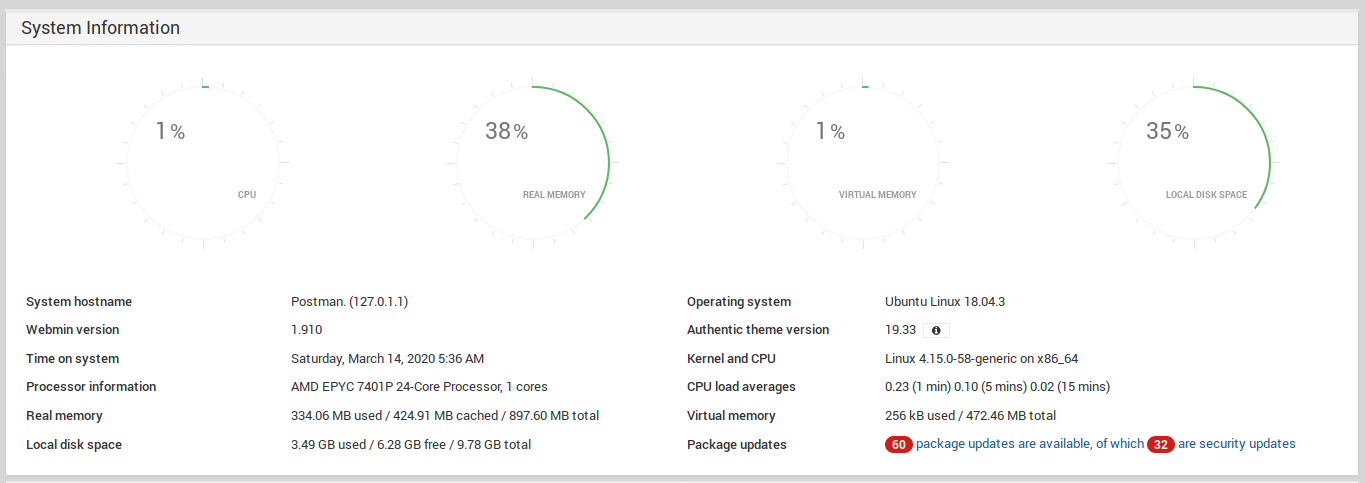 System Information
1%
CPU
38%
REAL MEMORY
1%
VIRTUAL MEMORY
35%
LOCAL DISK SPACE
System hostname Postman. (127.0.1.1) Operating system Ubuntu Linux 18.04.3
Webmin version 1.910 Authentic theme version 19.33
Time on system Saturday, March 14, 2020 5:36 AM Kernel and CPU Linux 4.15.0-58-generic on x86_64
Processor information AMD EPYC 7401P 24-Core Processor, 1 cores CPU load averages 0.23 (1 min) 0.10 (5 mins) 0.02 (15 mins)
Real memory 334.06 MB used / 424.91 MB cached / 897.60 MB total Virtual memory 256 kB used / 472.46 MB total
Local disk space 3.49 GB used / 6.28 GB free / 9.78 GB total Package updates 60 package updates are available, of which 32 are security updates